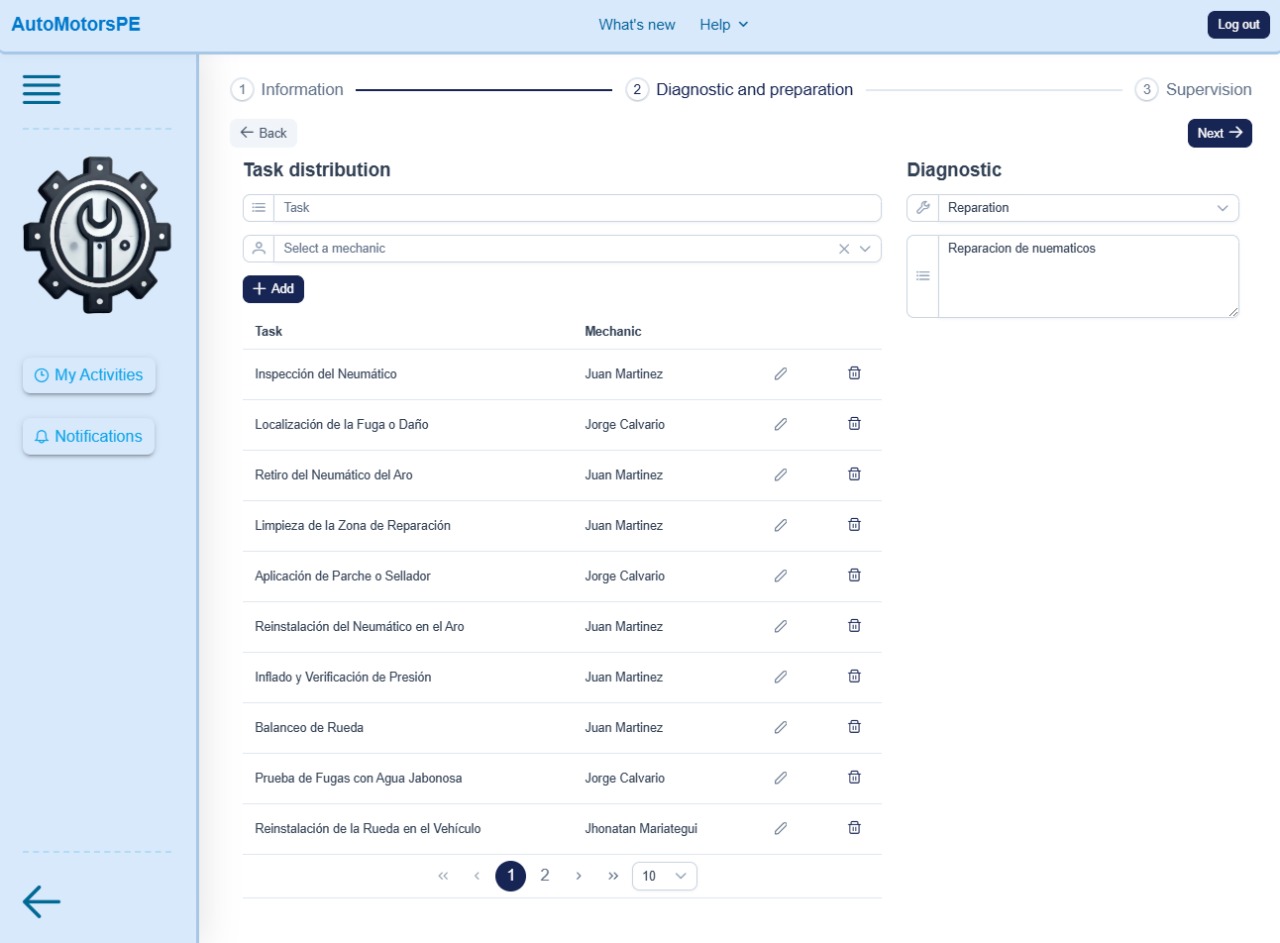 AutoMotorsPE
What's new
Help
Log out
1 Information
2 Diagnostic and preparation
3 Supervision
Back
Next
Task distribution
Task
Select a mechanic
Add
Task Mechanic
Inspección del Neumático Juan Martinez
Localización de la Fuga o Daño Jorge Calvario
Retiro del Neumático del Aro Juan Martinez
Limpieza de la Zona de Reparación Juan Martinez
Aplicación de Parche o Sellador Jorge Calvario
Reinstalación del Neumático en el Aro Juan Martinez
Inflado y Verificación de Presión Juan Martinez
Balanceo de Rueda Juan Martinez
Prueba de Fugas con Agua Jabonosa Jorge Calvario
Reinstalación de la Rueda en el Vehículo Jhonatan Mariategui
« ‹ 1 2 › » 10
Diagnostic
Reparation
Reparacion de nuematicos
My Activities
Notifications